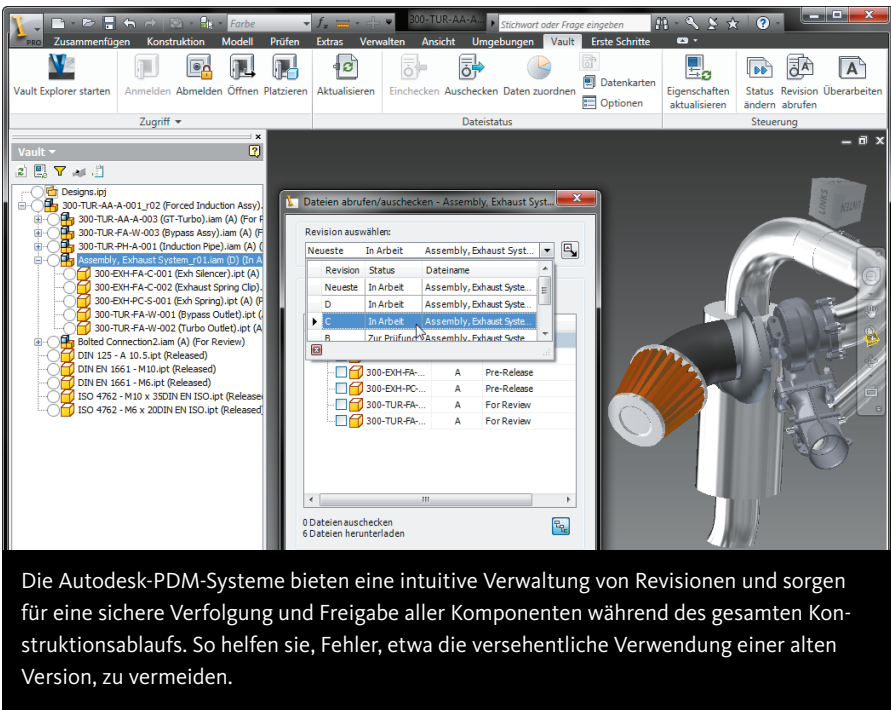 PRO
Farbe
300-TUR-AA-A...
Stichwort oder Frage eingeben
Zusammenfügen Konstruktion Modell Prüfen Extras Verwalten Ansicht Umgebungen Vault Erste Schritte
Vault Explorer starten Anmelden Abmelden Öffnen Platzieren Aktualisieren Einchecken Auschecken Daten zuordnen
Datenkarten
Optionen
Eigenschaften aktualisieren
Status ändern
Revision abrufen
Überarbeiten
Zugriff Dateistatus Steuerung
Vault
Designs.ipj
300-TUR-AA-A-001_r02 (Forced Induction Assy).
300-TUR-AA-A-003 (GT-Turbo).iam (A) (For F
300-TUR-FA-W-003 (Bypass Assy).iam (A) (F
300-TUR-PH-A-001 (Induction Pipe).iam (A) (
Assembly, Exhaust System_r01.iam (D) (In A
300-EXH-FA-C-001 (Exh Silencer).ipt (A)
300-EXH-FA-C-002 (Exhaust Spring Clip).
300-EXH-PC-S-001 (Exh Spring).ipt (A) (F
300-TUR-FA-W-001 (Bypass Outlet).ipt (
300-TUR-FA-W-002 (Turbo Outlet).ipt (A
Bolted Connection2.iam (A) (For Review)
DIN 125 - A 10.5.ipt (Released)
DIN EN 1661 - M10.ipt (Released)
DIN EN 1661 - M6.ipt (Released)
ISO 4762 - M10 x 35DIN EN ISO.ipt (Release
ISO 4762 - M6 x 20DIN EN ISO.ipt (Released
Dateien abrufen/auschecken - Assembly, Exhaust Syst...
Revision auswählen:
Neueste In Arbeit Assembly, Exhaust Syst...
Revision Status Dateiname
Neueste In Arbeit Assembly, Exhaust Syste...
D In Arbeit Assembly, Exhaust Syste...
C In Arbeit Assembly, Exhaust Syste...
B Zur Prüfung Assembly, Exhaust Syste
300-EXH-FA-... A Pre-Release
300-EXH-PC-... A Pre-Release
300-TUR-FA-... A For Review
300-TUR-FA-... A For Review
0 Dateien auschecken
6 Dateien herunterladen
LINKS
Die Autodesk-PDM-Systeme bieten eine intuitive Verwaltung von Revisionen und sorgen
für eine sichere Verfolgung und Freigabe aller Komponenten während des gesamten Kon-
struktionsablaufs. So helfen sie, Fehler, etwa die versehentliche Verwendung einer alten
Version, zu vermeiden.